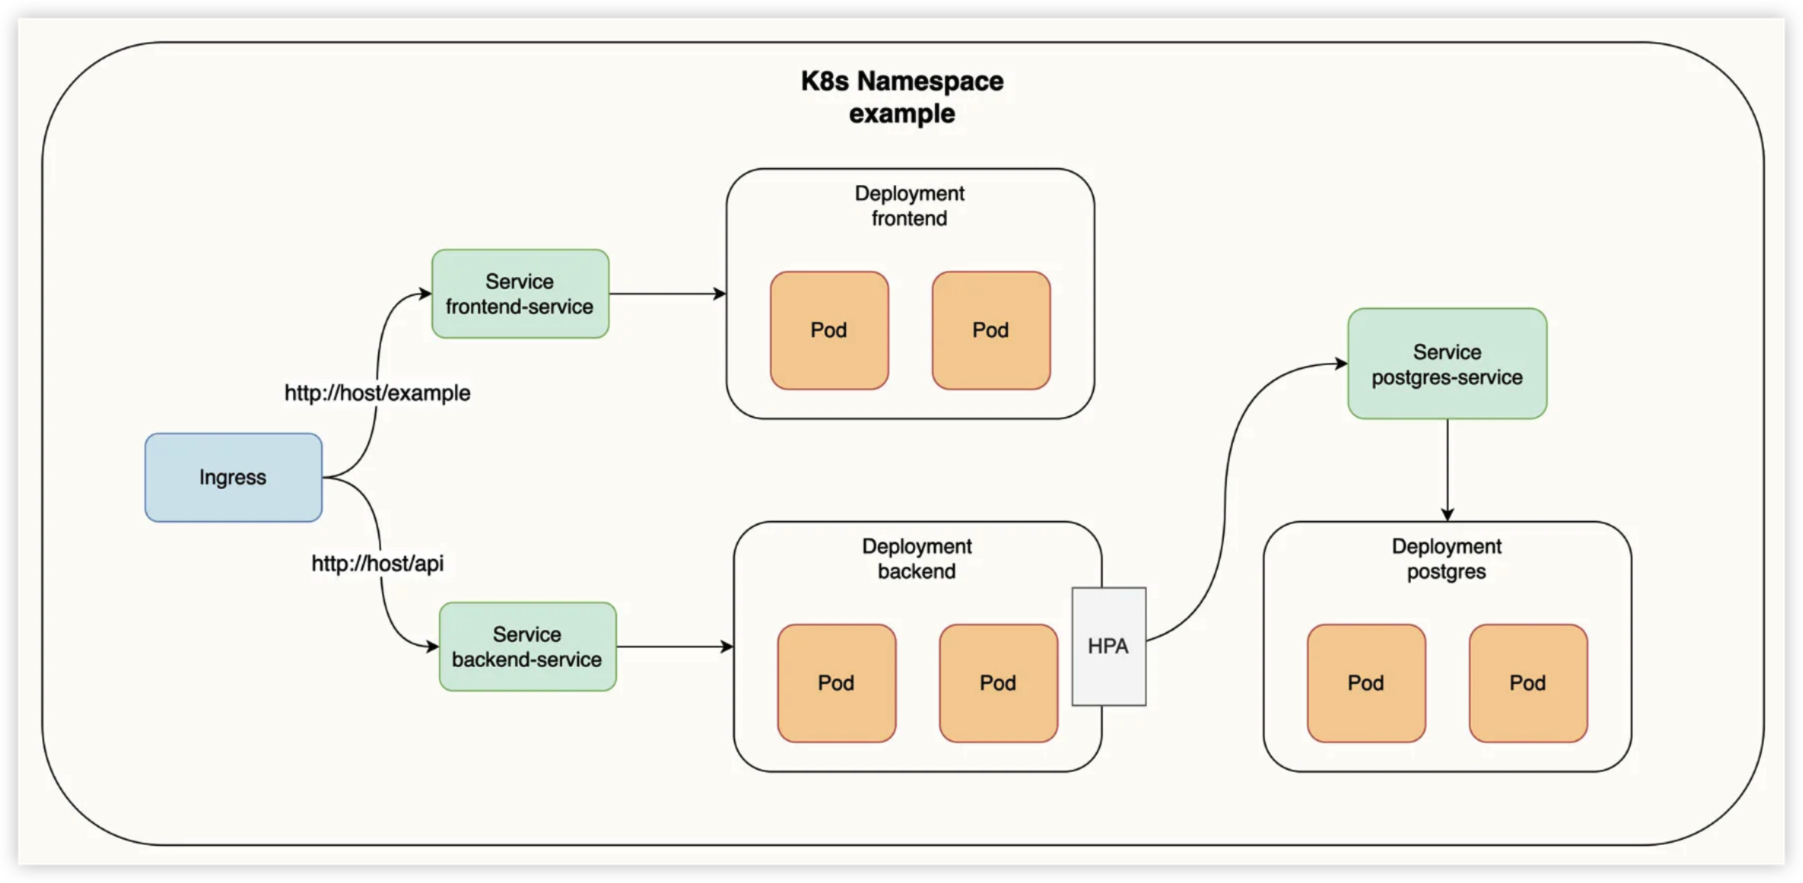 K8s Namespace
example
Deployment
frontend
Service
frontend-service
Pod
Pod
http://host/example
Ingress
http://host/api
Service
backend-service
Deployment
backend
Pod
Pod
HPA
Service
postgres-service
Deployment
postgres
Pod
Pod